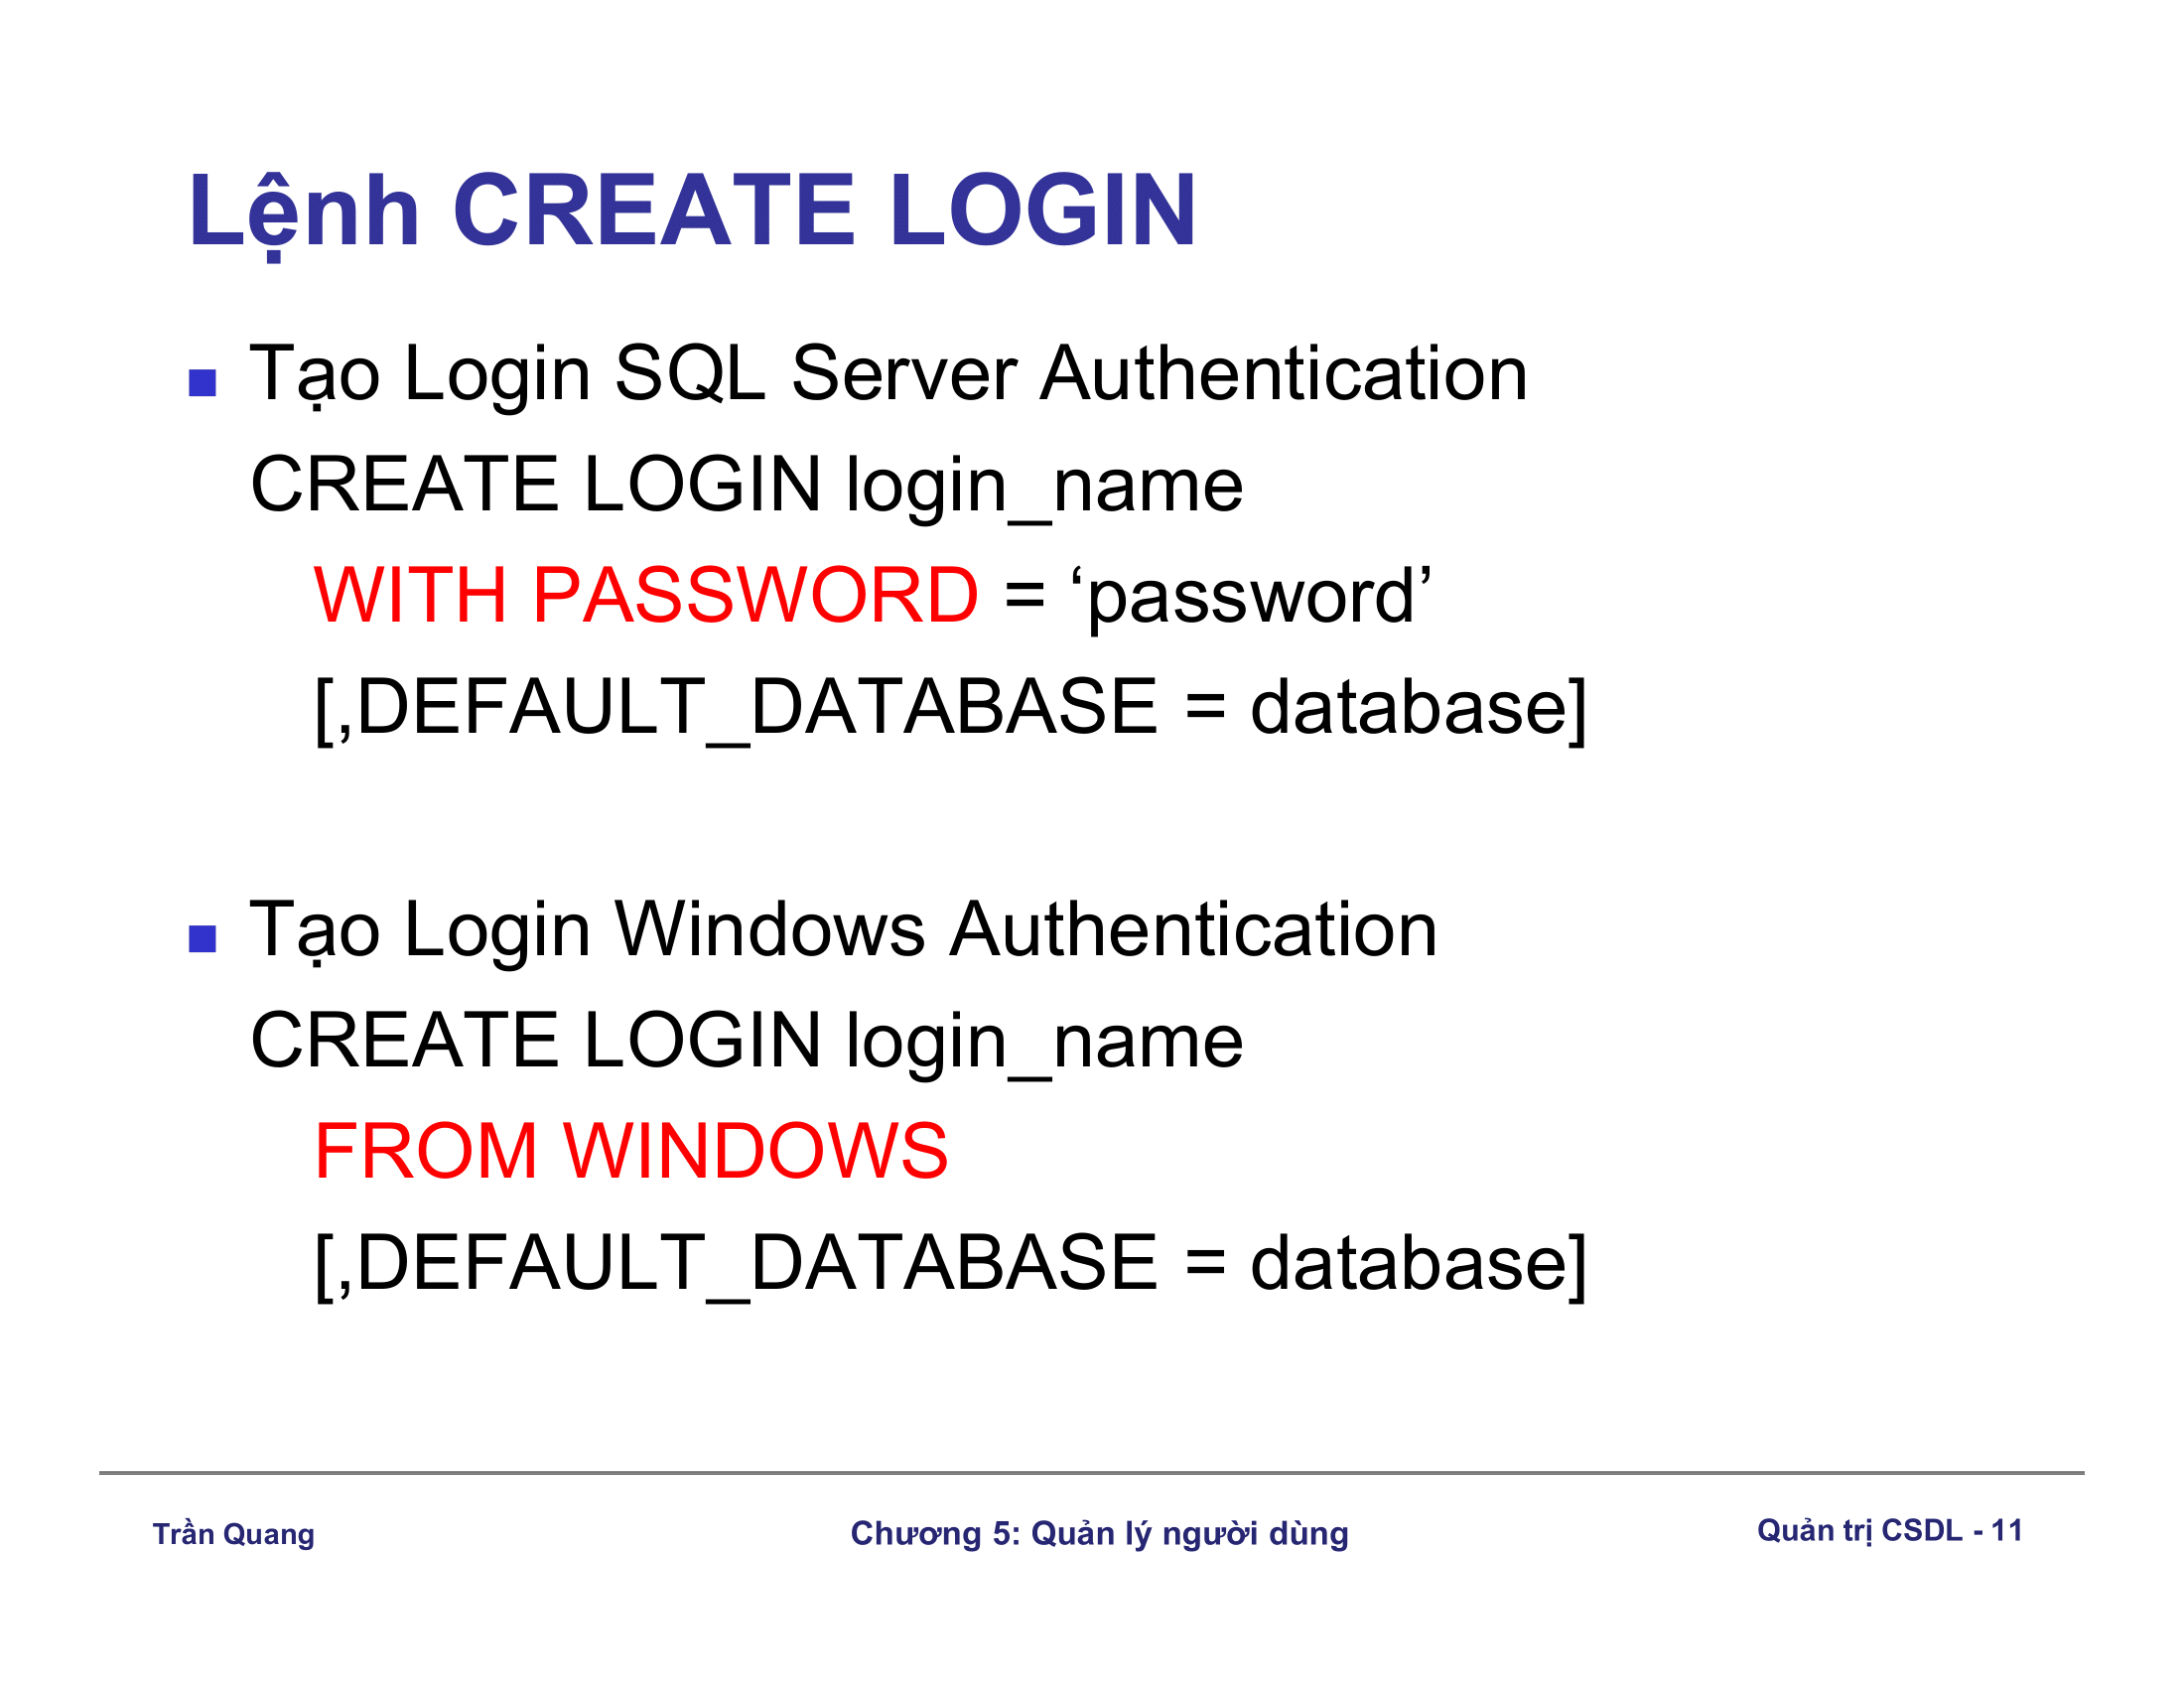 Lệnh CREATE LOGIN
Tạo Login SQL Server Authentication
CREATE LOGIN login_name
WITH PASSWORD = ‘password’
[,DEFAULT_DATABASE = database]
Tạo Login Windows Authentication
CREATE LOGIN login_name
FROM WINDOWS
[,DEFAULT_DATABASE = database]
Trần Quang
Chương 5: Quản lý người dùng
Quản trị CSDL - 11